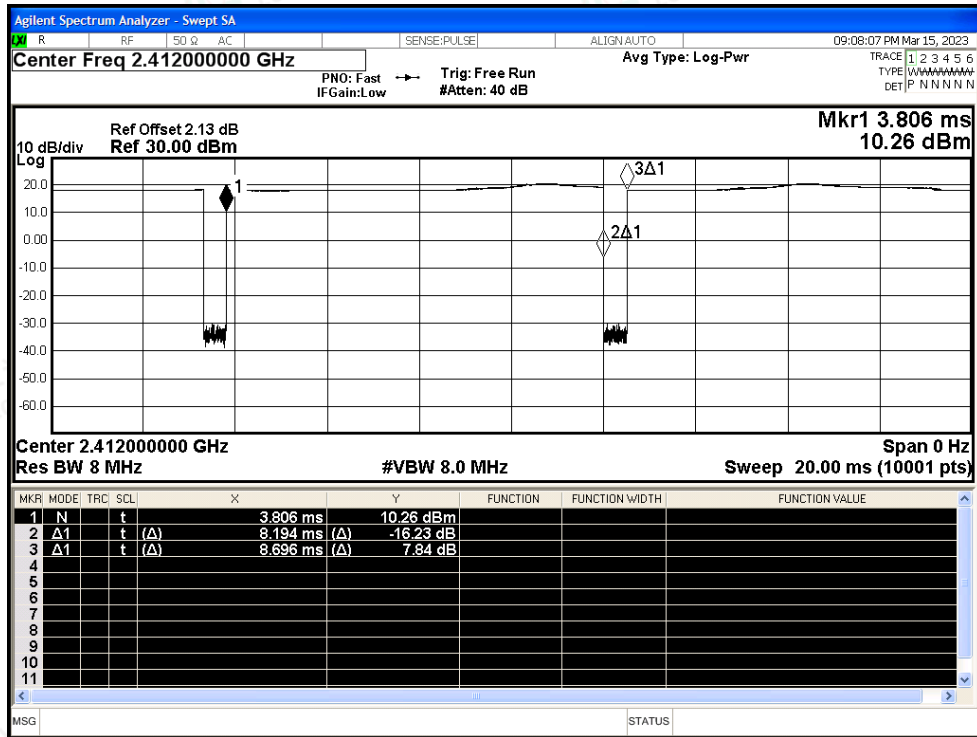 Agilent Spectrum Analyzer - Swept SA
LXI R RF 50 Ω AC SENSE:PULSE ALIGN AUTO 09:08:07 PM Mar 15, 2023
Center Freq 2.412000000 GHz
PNO: Fast
IFGain:Low
Trig: Free Run
#Atten: 40 dB
Avg Type: Log-Pwr
TRACE 1 2 3 4 5 6
TYPE WWWWWW
DET P N N N N N
Mkr1 3.806 ms
10.26 dBm
Ref Offset 2.13 dB
10 dB/div Ref 30.00 dBm
Log
20.0
10.0
0.00
-10.0
-20.0
-30.0
-40.0
-50.0
-60.0
1
3Δ1
2Δ1
Center 2.412000000 GHz Span 0 Hz
Res BW 8 MHz #VBW 8.0 MHz Sweep 20.00 ms (10001 pts)
MKR MODE TRC SCL X Y FUNCTION FUNCTION WIDTH FUNCTION VALUE
1 N t 3.806 ms 10.26 dBm
2 Δ1 t (Δ) 8.194 ms (Δ) -16.23 dB
3 Δ1 t (Δ) 8.696 ms (Δ) 7.84 dB
4
5
6
7
8
9
10
11
MSG STATUS